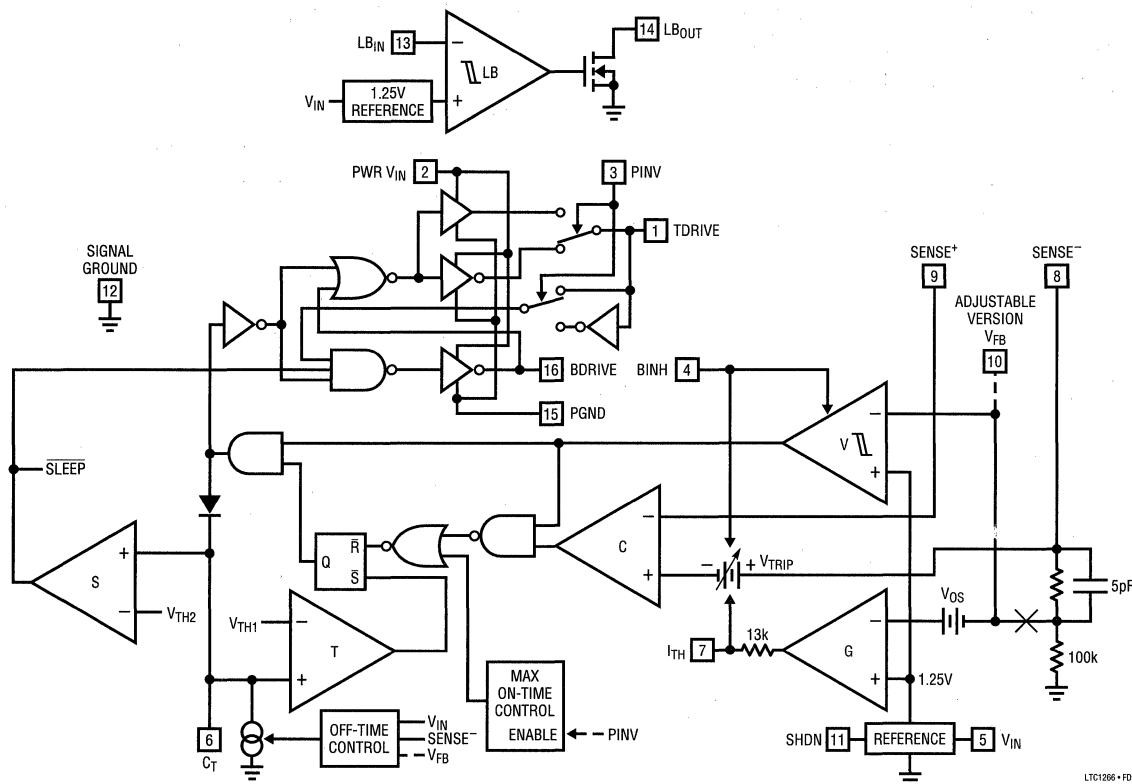 14 LB_OUT
LB_IN 13
−
LB
V_IN
1.25V
REFERENCE
+
PWR V_IN 2
3 PINV
1 TDRIVE
SIGNAL
GROUND
12
SENSE+
9
SENSE−
8
ADJUSTABLE
VERSION
V_FB
10
16 BDRIVE
BINH 4
15 PGND
V
−
+
SLEEP
C
−
+
− + V_TRIP
S
+
−
V_TH2
Q
R
S
5pF
V_OS
V_TH1
−
T
+
I_TH 7
13k
G
−
+
1.25V
100k
MAX
ON-TIME
CONTROL
ENABLE
PINV
6
C_T
OFF-TIME
CONTROL
V_IN
SENSE−
V_FB
SHDN 11
REFERENCE
5 V_IN
LTC1266 • FD